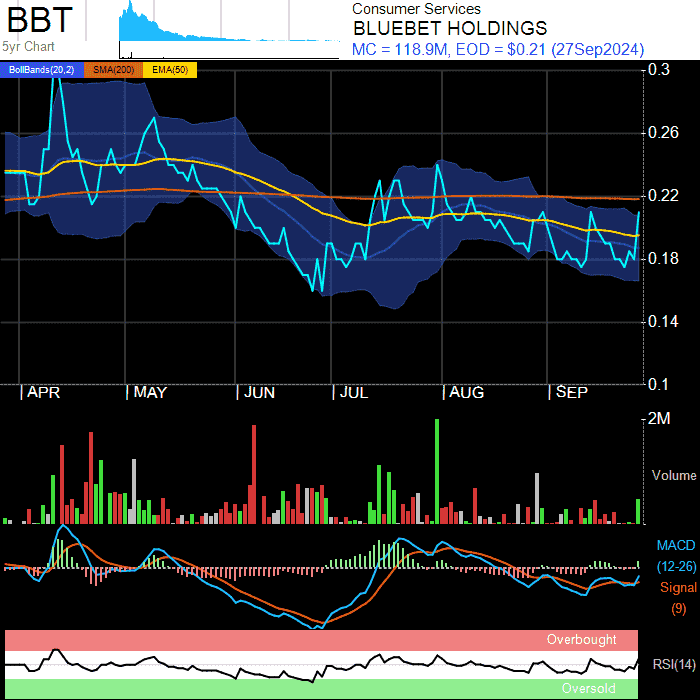 BBT
5yr Chart
Consumer Services
BLUEBET HOLDINGS
MC = 118.9M, EOD = $0.21 (27Sep2024)
BollBands(20,2) SMA(200) EMA(50)
0.3
0.26
0.22
0.18
0.14
0.1
APR MAY JUN JUL AUG SEP
2M
Volume
MACD
(12-26)
Signal
(9)
Overbought
RSI(14)
Oversold